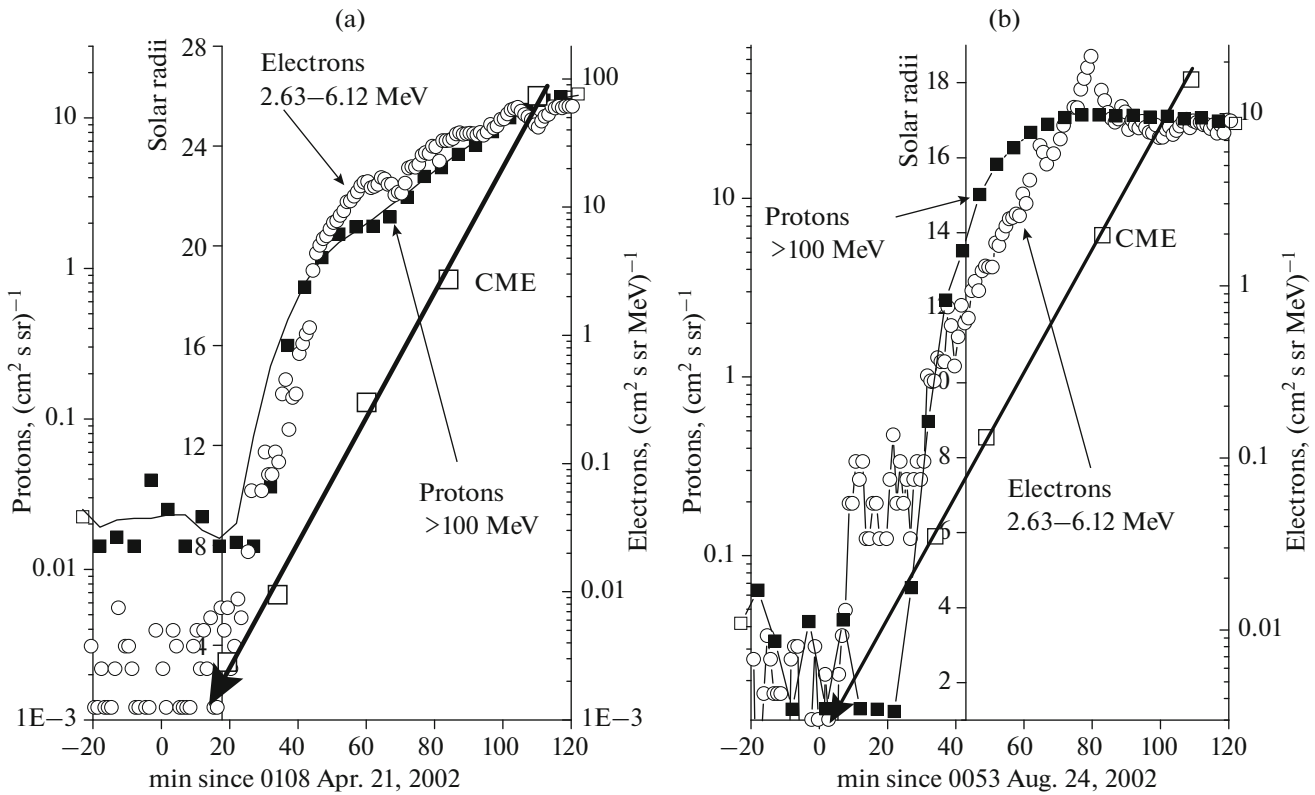 (a)
28
24
20
16
12
8
4
Solar radii
Electrons
2.63−6.12 MeV
CME
Protons
>100 MeV
10
1
0.1
0.01
1E−3
Protons, (cm² s sr)⁻¹
100
10
1
0.1
0.01
1E−3
Electrons, (cm² s sr MeV)⁻¹
−20 0 20 40 60 80 100 120
min since 0108 Apr. 21, 2002
(b)
18
16
14
12
10
8
6
4
2
Solar radii
Protons
>100 MeV
CME
Electrons
2.63−6.12 MeV
10
1
0.1
Protons, (cm² s sr)⁻¹
10
1
0.1
0.01
Electrons, (cm² s sr MeV)⁻¹
−20 0 20 40 60 80 100 120
min since 0053 Aug. 24, 2002